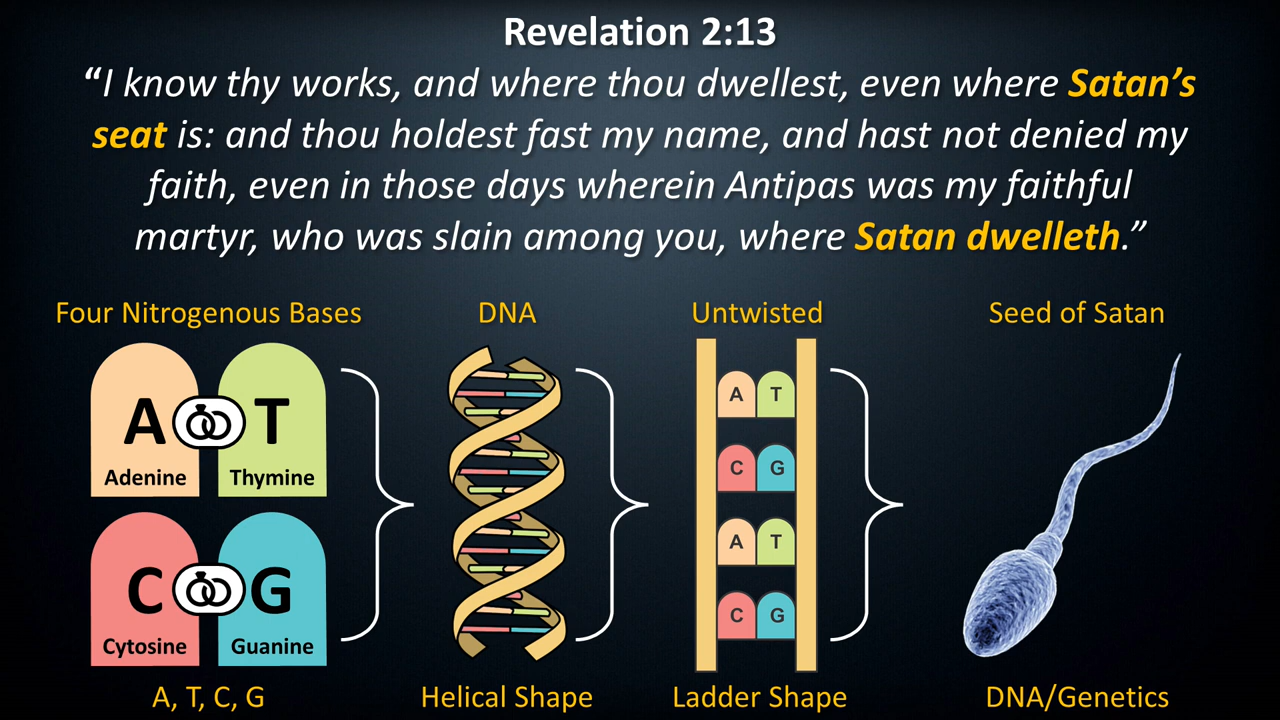 Revelation 2:13
“I know thy works, and where thou dwellest, even where Satan’s
seat is: and thou holdest fast my name, and hast not denied my
faith, even in those days wherein Antipas was my faithful
martyr, who was slain among you, where Satan dwelleth.”
Four Nitrogenous Bases
A T
Adenine Thymine
C G
Cytosine Guanine
A, T, C, G
DNA
Helical Shape
Untwisted
A T
C G
A T
C G
Ladder Shape
Seed of Satan
DNA/Genetics